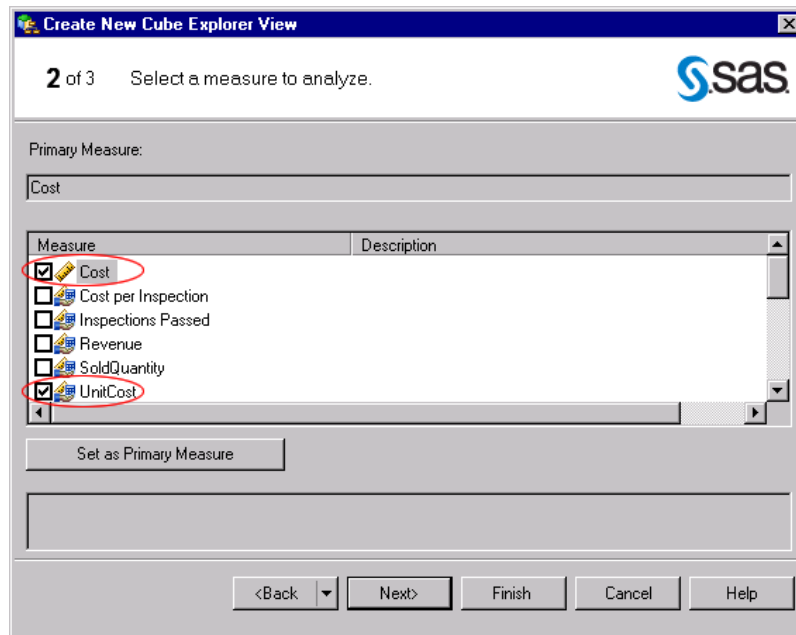 Create New Cube Explorer View
2 of 3 Select a measure to analyze.
sas
Primary Measure:
Cost
Measure Description
Cost
Cost per Inspection
Inspections Passed
Revenue
SoldQuantity
UnitCost
Set as Primary Measure
<Back Next> Finish Cancel Help